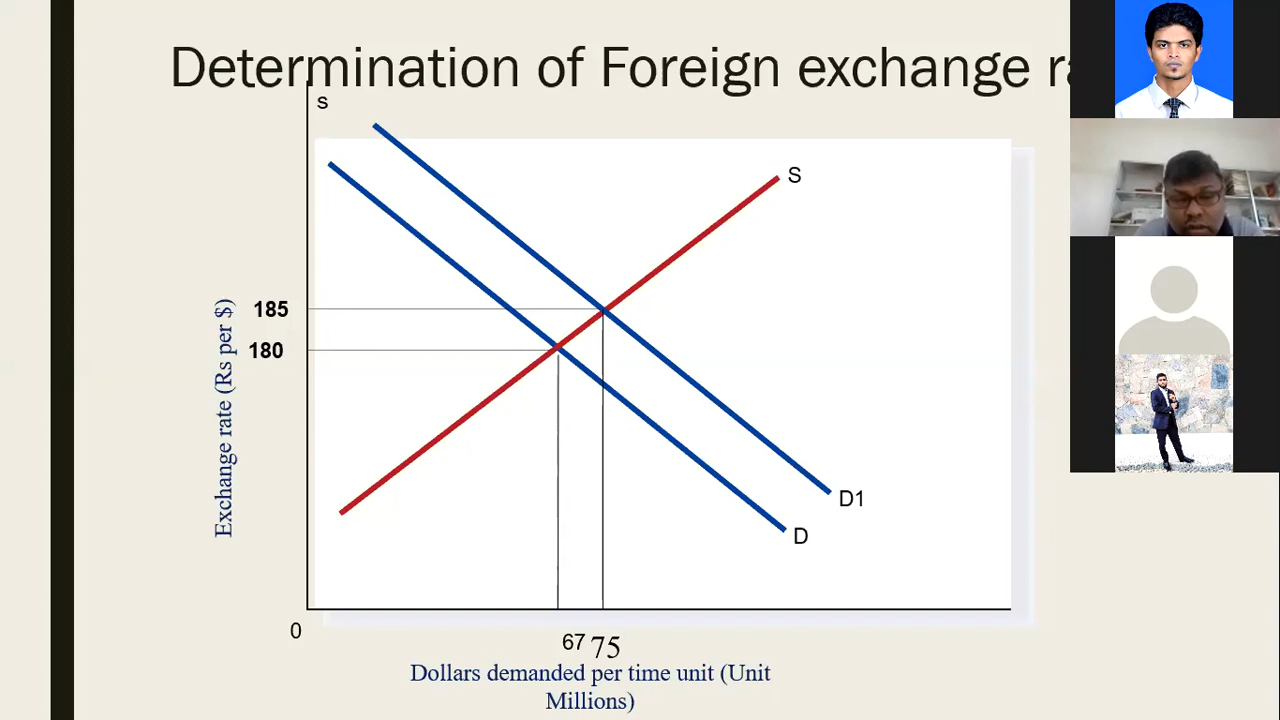 Determination of Foreign exchange
s
S
185
180
Exchange rate (Rs per $)
D1
D
0
67 75
Dollars demanded per time unit (Unit
Millions)